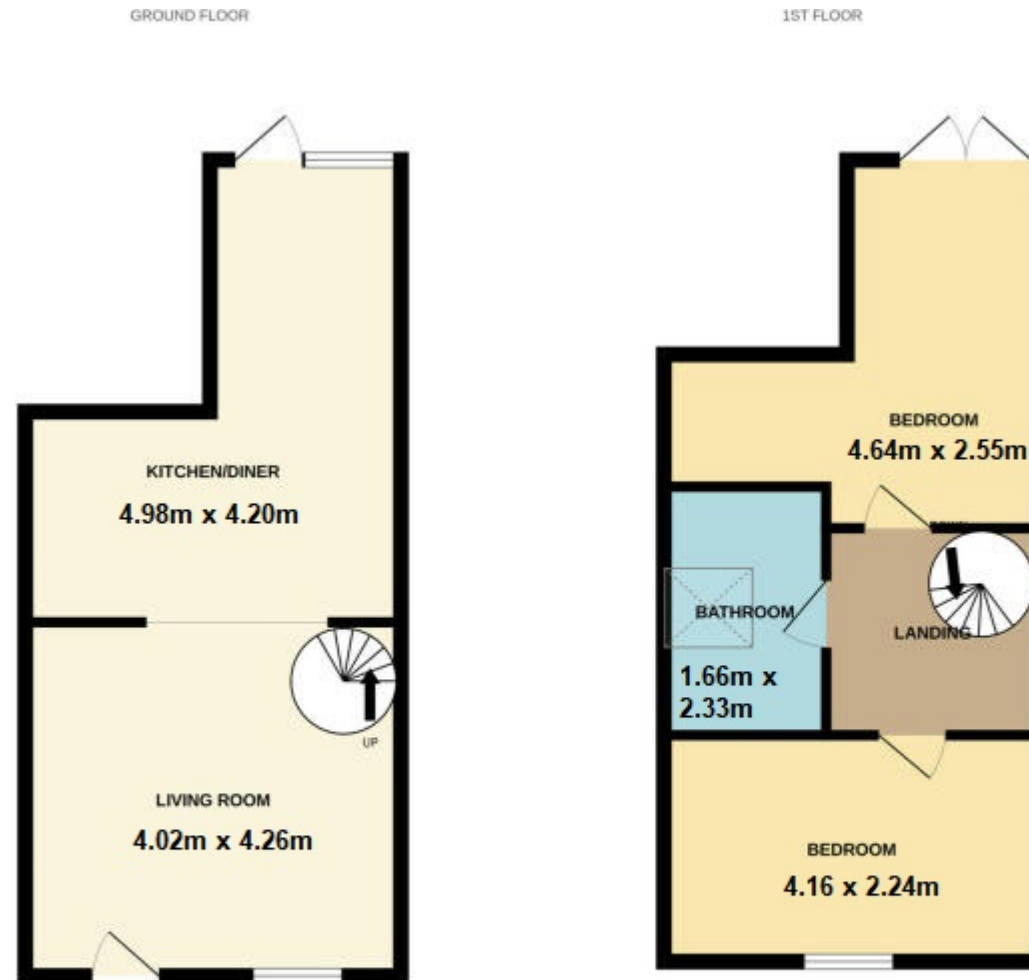 GROUND FLOOR
KITCHEN/DINER
4.98m x 4.20m
UP
LIVING ROOM
4.02m x 4.26m
1ST FLOOR
BEDROOM
4.64m x 2.55m
DOWN
BATHROOM
LANDING
1.66m x
2.33m
BEDROOM
4.16 x 2.24m